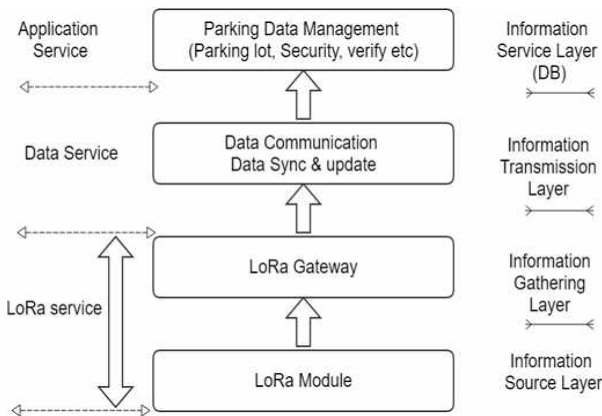 Application
Service
Parking Data Management
(Parking lot, Security, verify etc)
Information
Service Layer
(DB)
Data Service
Data Communication
Data Sync & update
Information
Transmission
Layer
LoRa service
LoRa Gateway
Information
Gathering
Layer
LoRa Module
Information
Source Layer